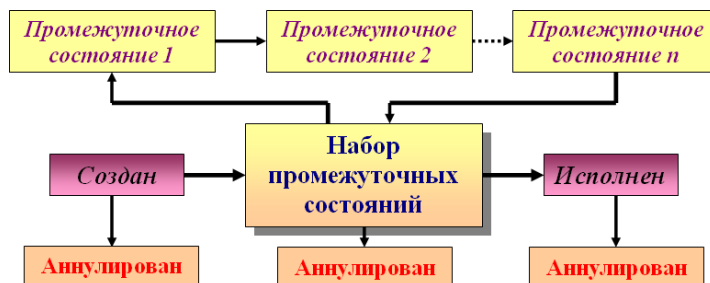 Промежуточное
состояние 1
Промежуточное
состояние 2
Промежуточное
состояние n
Создан
Набор
промежуточных
состояний
Исполнен
Аннулирован
Аннулирован
Аннулирован